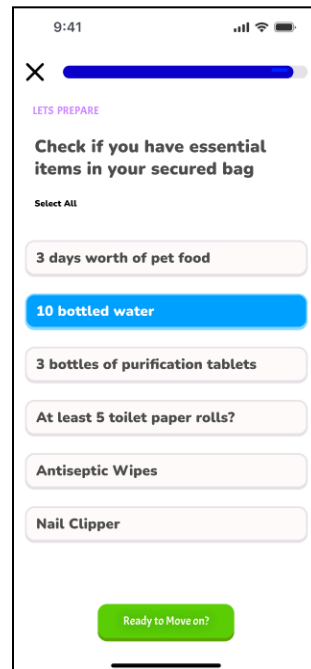 9:41
LETS PREPARE
Check if you have essential
items in your secured bag
Select All
3 days worth of pet food
10 bottled water
3 bottles of purification tablets
At least 5 toilet paper rolls?
Antiseptic Wipes
Nail Clipper
Ready to Move on?